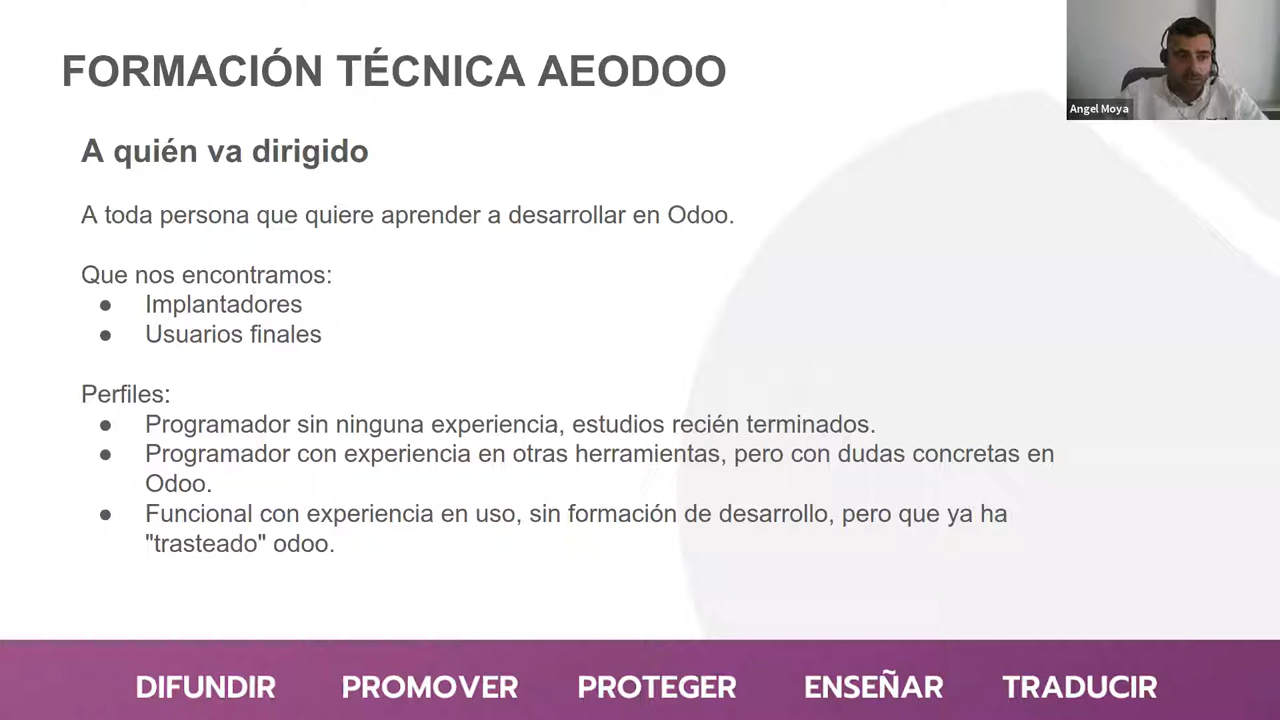 FORMACIÓN TÉCNICA AEODOO
Angel Moya
A quién va dirigido
A toda persona que quiere aprender a desarrollar en Odoo.
Que nos encontramos:
● Implantadores
● Usuarios finales
Perfiles:
● Programador sin ninguna experiencia, estudios recién terminados.
● Programador con experiencia en otras herramientas, pero con dudas concretas en
Odoo.
● Funcional con experiencia en uso, sin formación de desarrollo, pero que ya ha
"trasteado" odoo.
DIFUNDIR PROMOVER PROTEGER ENSEÑAR TRADUCIR